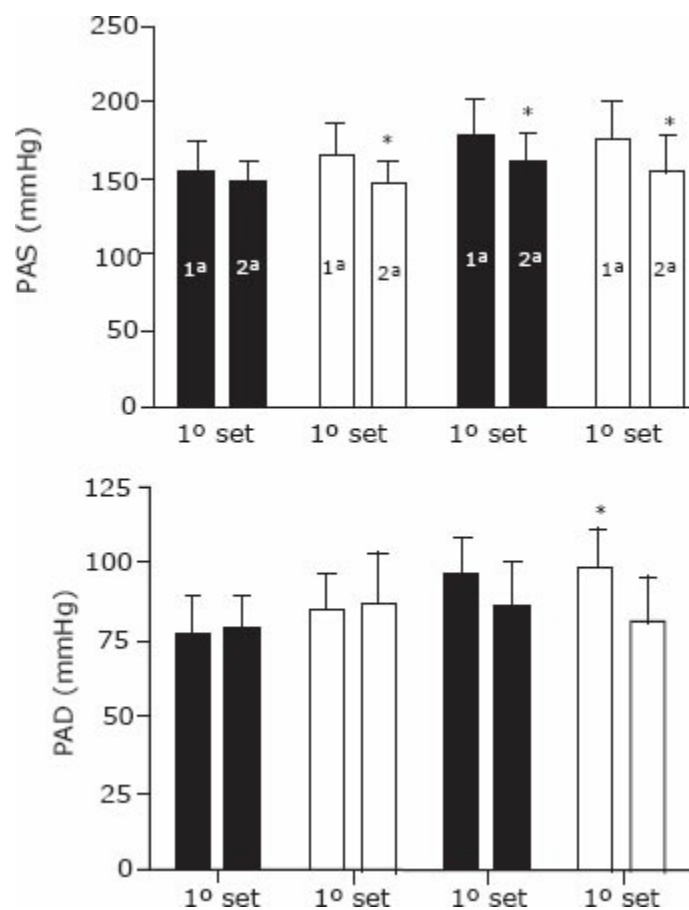 250
200
150
100
50
0
PAS (mmHg)
* * *
1ª 2ª 1ª 2ª 1ª 2ª 1ª 2ª
1º set 1º set 1º set 1º set
125
100
75
50
25
0
PAD (mmHg)
*
1º set 1º set 1º set 1º set